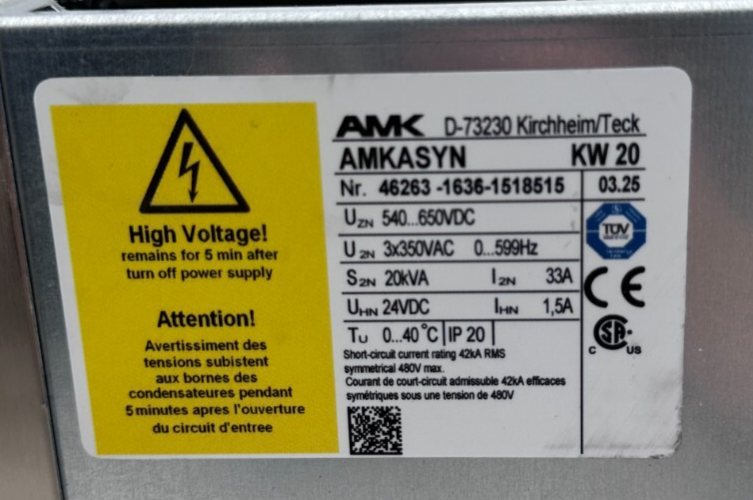 High Voltage!
remains for 5 min after
turn off power supply
Attention!
Avertissiment des
tensions subistent
aux bornes des
condensateures pendant
5 minutes apres l'ouverture
du circuit d'entree
AMK D-73230 Kirchheim/Teck
AMKASYN KW 20
Nr. 46263 -1636-1518515 03.25
UZN 540...650VDC
U2N 3x350VAC 0...599Hz
S2N 20kVA I2N 33A
UHN 24VDC IHN 1,5A
TU 0...40°C IP 20
Short-circuit current rating 42kA RMS
symmetrical 480V max.
Courant de court-circuit admissible 42kA efficaces
symétriques sous une tension de 480V
TÜV
CE
C SA US